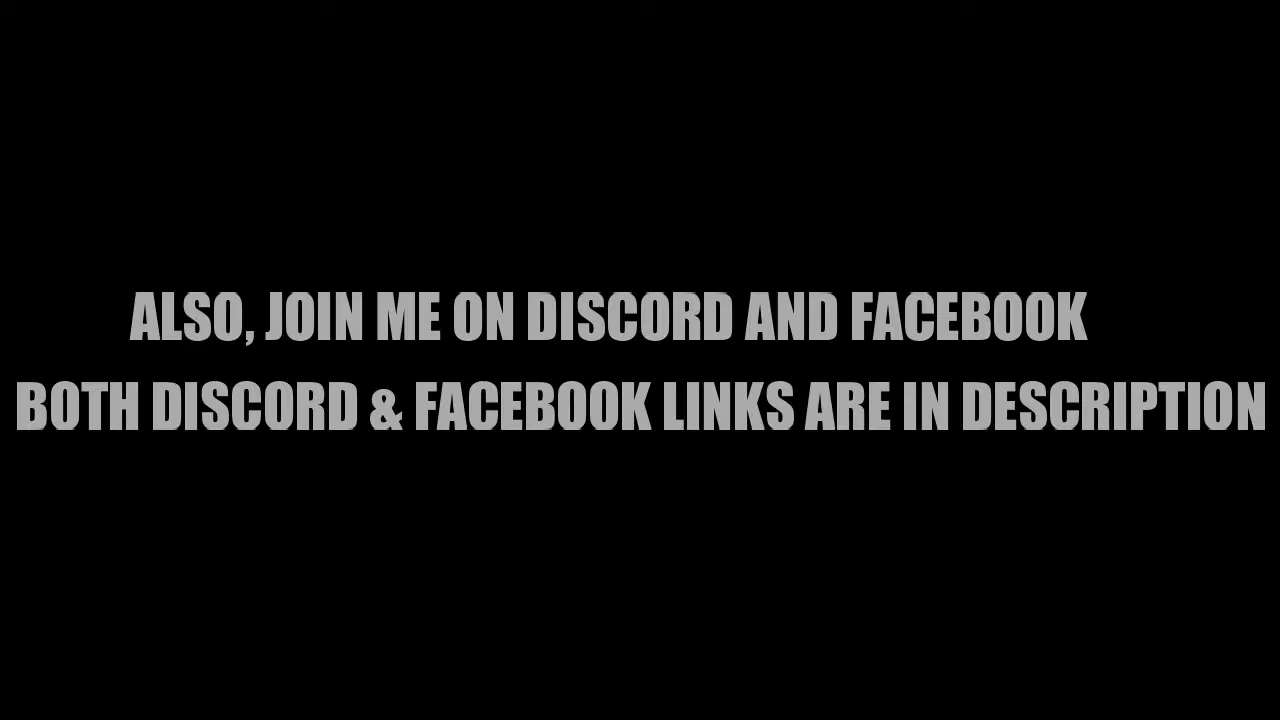 ALSO, JOIN ME ON DISCORD AND FACEBOOK
BOTH DISCORD & FACEBOOK LINKS ARE IN DESCRIPTION